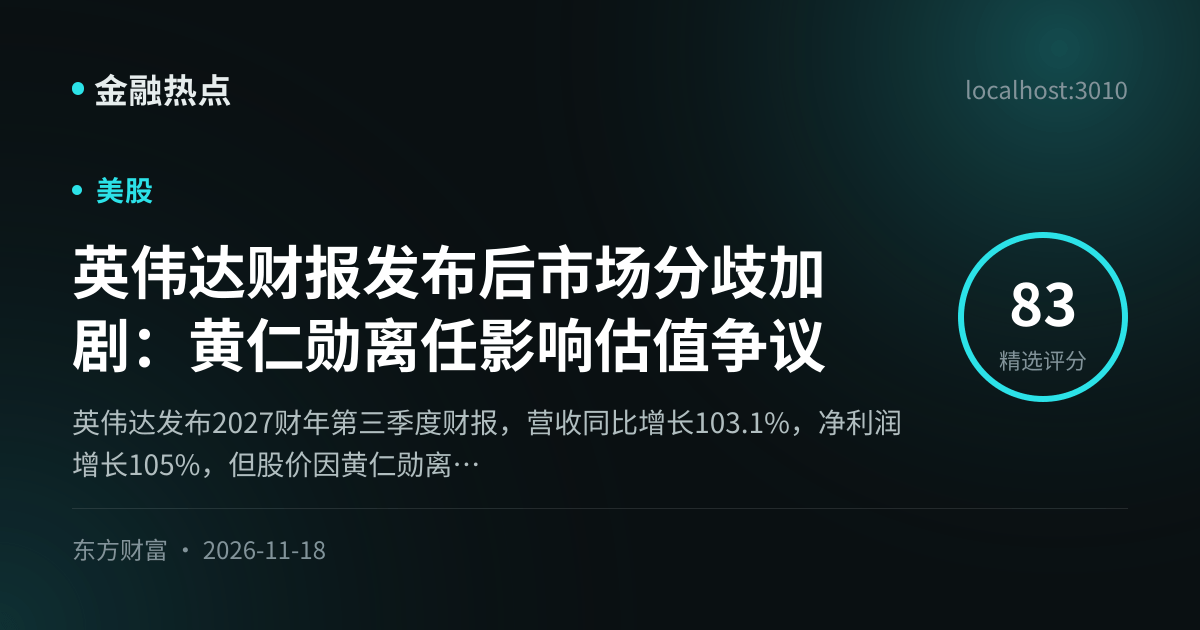 金融热点
localhost:3010
美股
英伟达财报发布后市场分歧加
剧：黄仁勋离任影响估值争议
83
精选评分
英伟达发布2027财年第三季度财报，营收同比增长103.1%，净利润
增长105%，但股价因黄仁勋离…
东方财富 · 2026-11-18